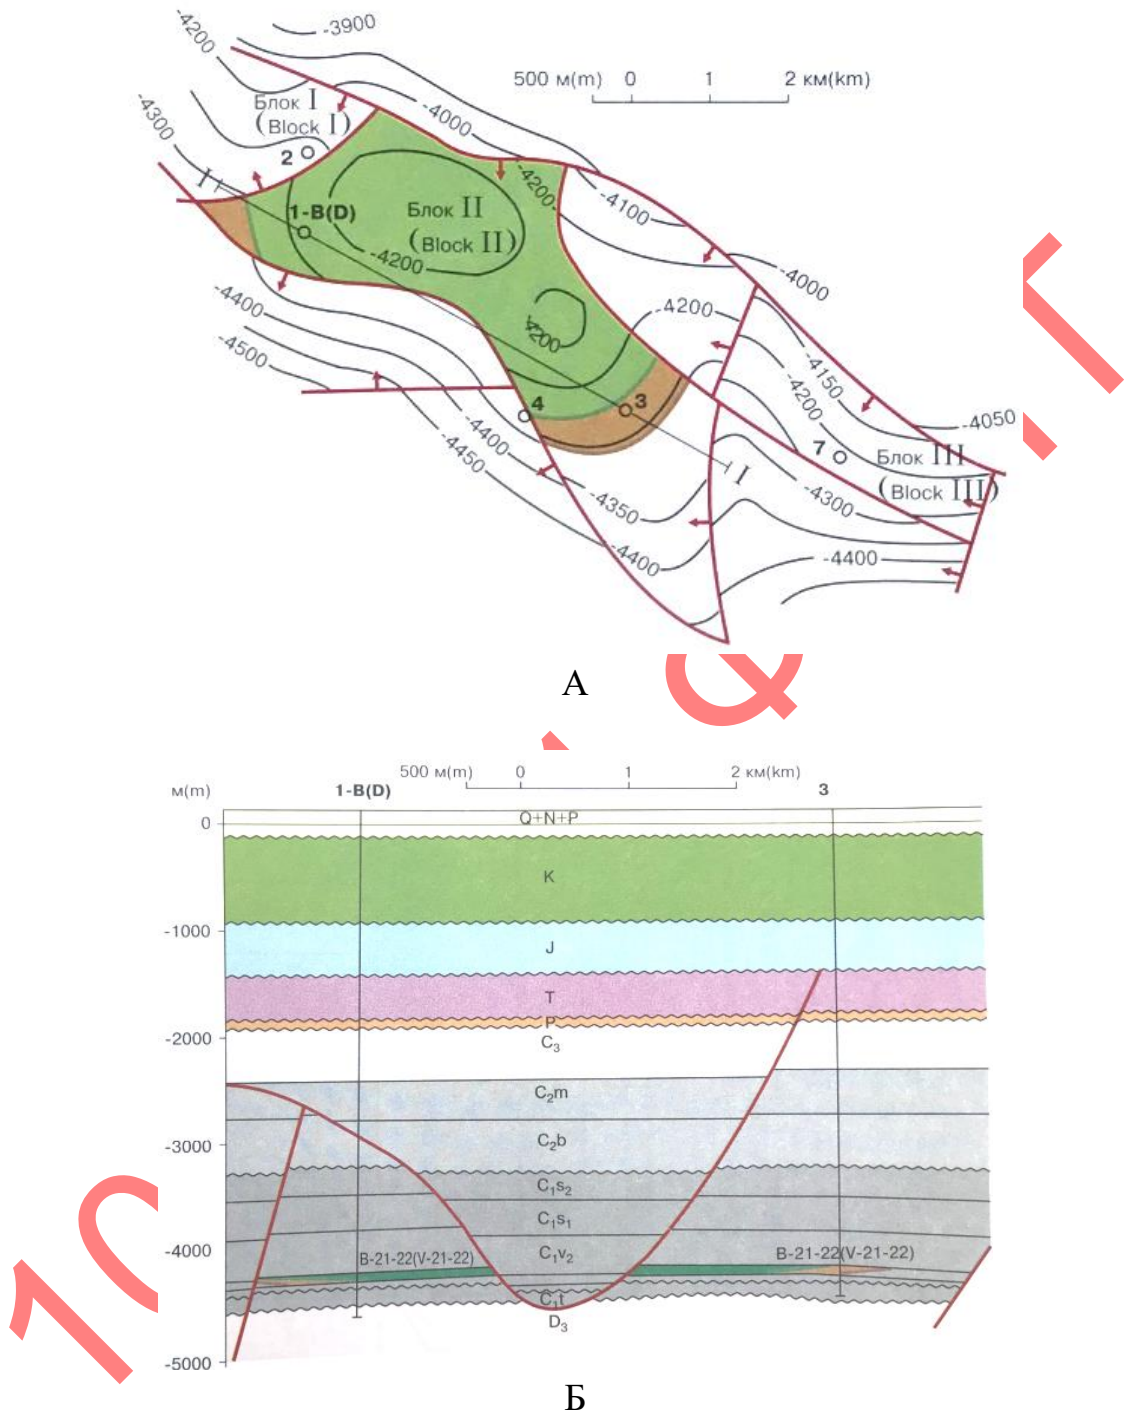 -3900
-4200
500 м(m) 0 1 2 км(km)
Блок I
(Block I)
-4000
-4300
2
I
-4200
-4100
1-В(D)
Блок II
(Block II)
-4200
-4000
-4400
-4200
4200
-4500
-4150
-4200
4
3
-4050
-4400
7
Блок III
-4450
I
(Block III)
-4300
-4350
-4400
-4400
А
500 м(m) 0 1 2 км(km)
м(m)
1-В(D)
3
0
Q+N+P
K
-1000
J
T
P
-2000
C3
C2m
C2b
-3000
C1s2
C1s1
-4000
C1v2
В-21-22(V-21-22)
В-21-22(V-21-22)
C1t
D3
-5000
Б